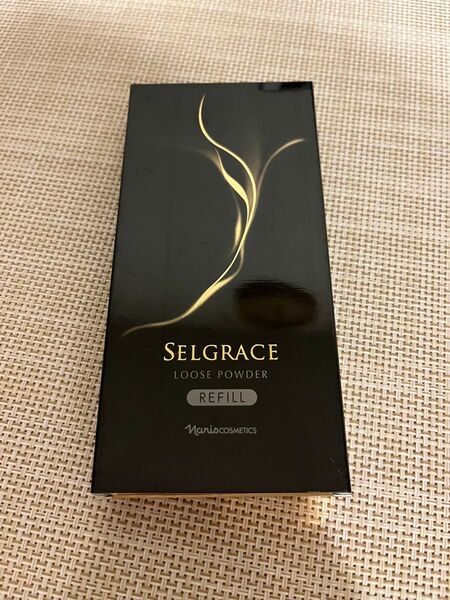 SELGRACE
LOOSE POWDER
REFILL
Naris COSMETICS